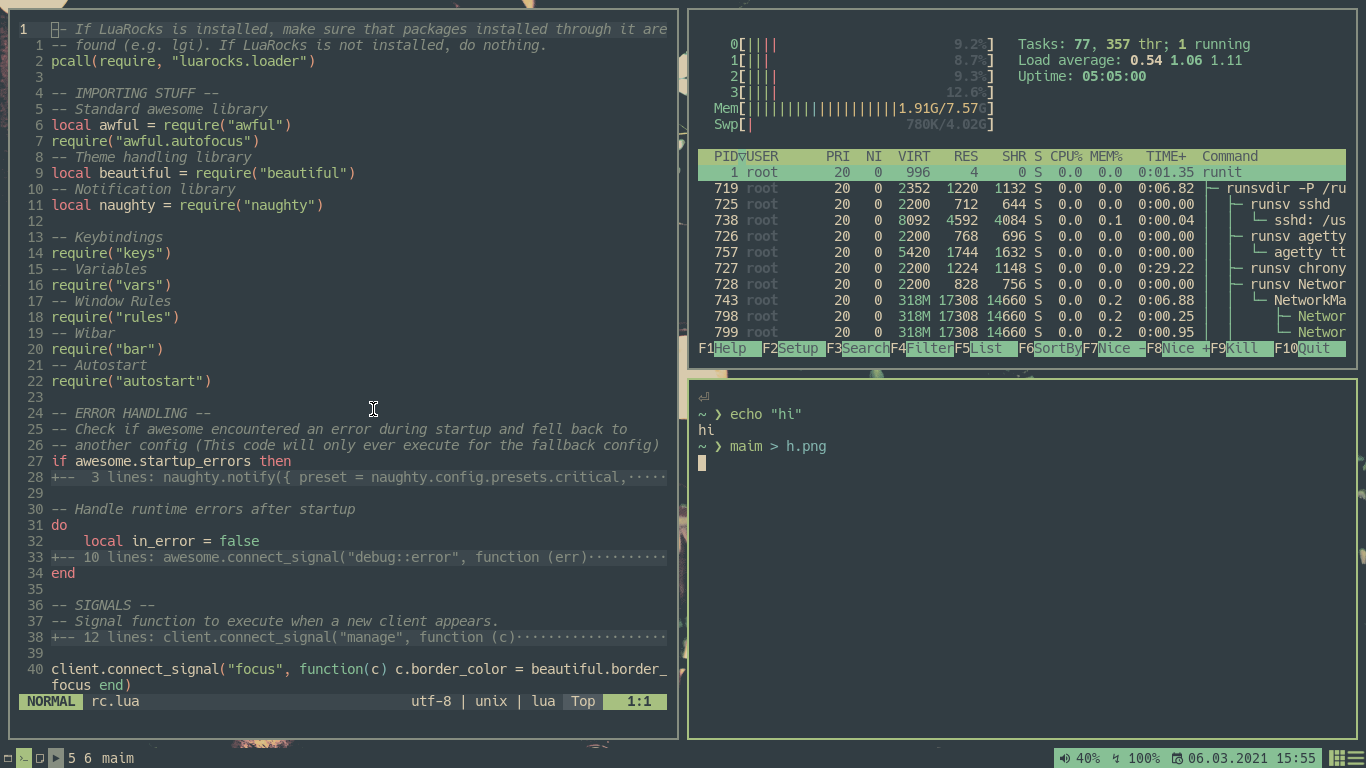 1 -- If LuaRocks is installed, make sure that packages installed through it are
1 -- found (e.g. lgi). If LuaRocks is not installed, do nothing.
2 pcall(require, "luarocks.loader")
3
4 -- IMPORTING STUFF --
5 -- Standard awesome library
6 local awful = require("awful")
7 require("awful.autofocus")
8 -- Theme handling library
9 local beautiful = require("beautiful")
10 -- Notification library
11 local naughty = require("naughty")
12
13 -- Keybindings
14 require("keys")
15 -- Variables
16 require("vars")
17 -- Window Rules
18 require("rules")
19 -- Wibar
20 require("bar")
21 -- Autostart
22 require("autostart")
23
24 -- ERROR HANDLING --
25 -- Check if awesome encountered an error during startup and fell back to
26 -- another config (This code will only ever execute for the fallback config)
27 if awesome.startup_errors then
28 +--  3 lines: naughty.notify({ preset = naughty.config.presets.critical,·····
29
30 -- Handle runtime errors after startup
31 do
32     local in_error = false
33 +-- 10 lines: awesome.connect_signal("debug::error", function (err)··········
34 end
35
36 -- SIGNALS --
37 -- Signal function to execute when a new client appears.
38 +-- 12 lines: client.connect_signal("manage", function (c)···················
39
40 client.connect_signal("focus", function(c) c.border_color = beautiful.border_
focus end)
NORMAL rc.lua utf-8 | unix | lua Top 1:1
0[|||| 9.2%] Tasks: 77, 357 thr; 1 running
1[||| 8.7%] Load average: 0.54 1.06 1.11
2[|||| 9.3%] Uptime: 05:05:00
3[|||| 12.6%]
Mem[|||||||||||||||||||1.91G/7.57G]
Swp[| 780K/4.02G]
PID▽USER PRI NI VIRT RES SHR S CPU% MEM% TIME+ Command
1 root 20 0 996 4 0 S 0.0 0.0 0:01.35 runit
719 root 20 0 2352 1220 1132 S 0.0 0.0 0:06.82 ├─ runsvdir -P /ru
725 root 20 0 2200 712 644 S 0.0 0.0 0:00.00 │ ├─ runsv sshd
738 root 20 0 8092 4592 4084 S 0.0 0.1 0:00.04 │ │ └─ sshd: /us
726 root 20 0 2200 768 696 S 0.0 0.0 0:00.00 │ ├─ runsv agetty
757 root 20 0 5420 1744 1632 S 0.0 0.0 0:00.00 │ │ └─ agetty tt
727 root 20 0 2200 1224 1148 S 0.0 0.0 0:29.22 │ ├─ runsv chrony
728 root 20 0 2200 828 756 S 0.0 0.0 0:00.00 │ ├─ runsv Networ
743 root 20 0 318M 17308 14660 S 0.0 0.2 0:06.88 │ │ └─ NetworkMa
798 root 20 0 318M 17308 14660 S 0.0 0.2 0:00.25 │ │ ├─ Networ
799 root 20 0 318M 17308 14660 S 0.0 0.2 0:00.95 │ │ └─ Networ
F1Help F2Setup F3SearchF4FilterF5List F6SortByF7Nice -F8Nice +F9Kill F10Quit
⏎
~ ❯ echo "hi"
hi
~ ❯ maim > h.png
5 6 maim
40% 100% 06.03.2021 15:55